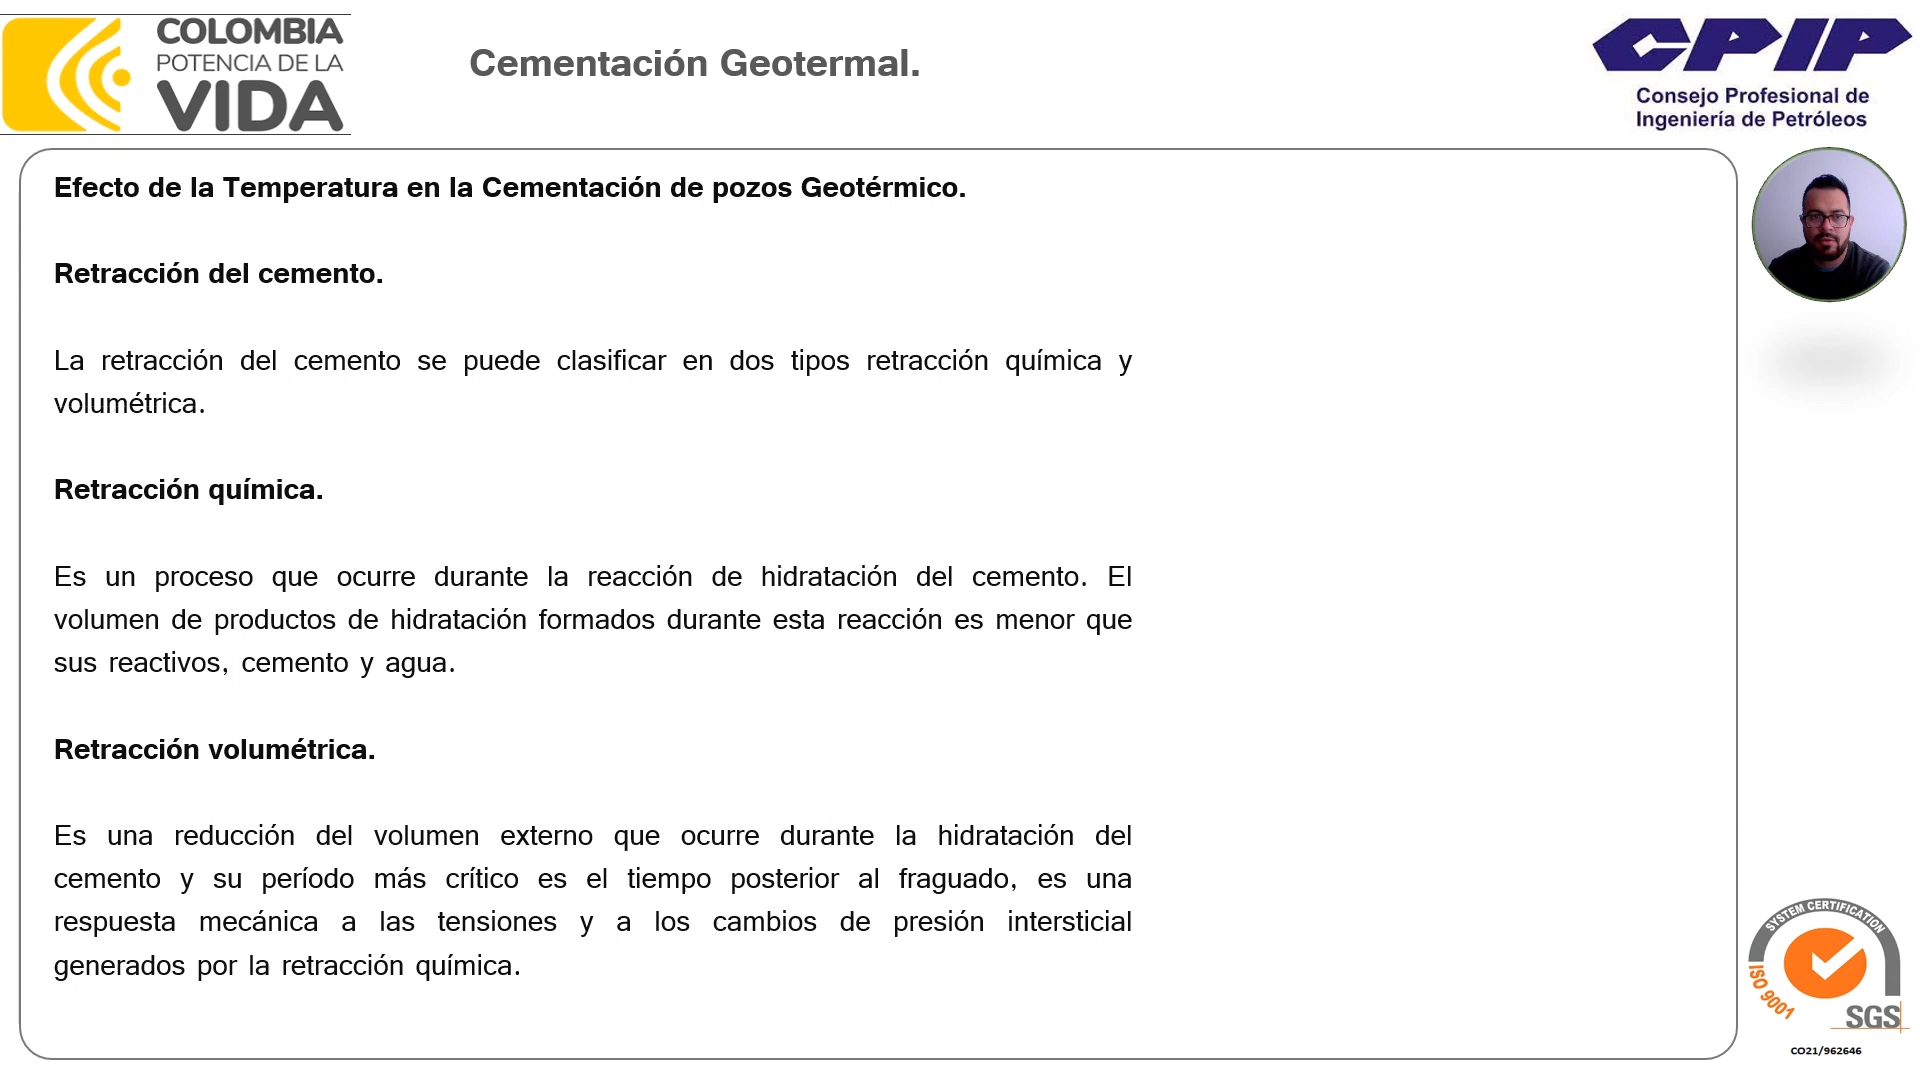 COLOMBIA
POTENCIA DE LA
VIDA
Cementación Geotermal.
CPIP
Consejo Profesional de
Ingeniería de Petróleos
Efecto de la Temperatura en la Cementación de pozos Geotérmico.
Retracción del cemento.
La retracción del cemento se puede clasificar en dos tipos retracción química y
volumétrica.
Retracción química.
Es un proceso que ocurre durante la reacción de hidratación del cemento. El
volumen de productos de hidratación formados durante esta reacción es menor que
sus reactivos, cemento y agua.
Retracción volumétrica.
Es una reducción del volumen externo que ocurre durante la hidratación del
cemento y su período más crítico es el tiempo posterior al fraguado, es una
respuesta mecánica a las tensiones y a los cambios de presión intersticial
generados por la retracción química.
SYSTEM CERTIFICATION
ISO 9001
SGS
CO21/962646